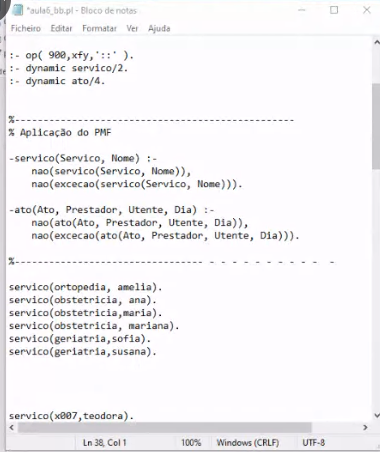 *aula6_bb.pl - Bloco de notas
Ficheiro Editar Formatar Ver Ajuda
:- op( 900,xfy,'::' ).
:- dynamic servico/2.
:- dynamic ato/4.
%--------------------------------------------------
% Aplicação do PMF
-servico(Servico, Nome) :-
    nao(servico(Servico, Nome)),
    nao(excecao(servico(Servico, Nome))).
-ato(Ato, Prestador, Utente, Dia) :-
    nao(ato(Ato, Prestador, Utente, Dia)),
    nao(excecao(ato(Ato, Prestador, Utente, Dia))).
%--------------------------------- - - - - - - - - - - -
servico(ortopedia, amelia).
servico(obstetricia, ana).
servico(obstetricia,maria).
servico(obstetricia, mariana).
servico(geriatria,sofia).
servico(geriatria,susana).
servico(x007,teodora).
Ln 38, Col 1 100% Windows (CRLF) UTF-8